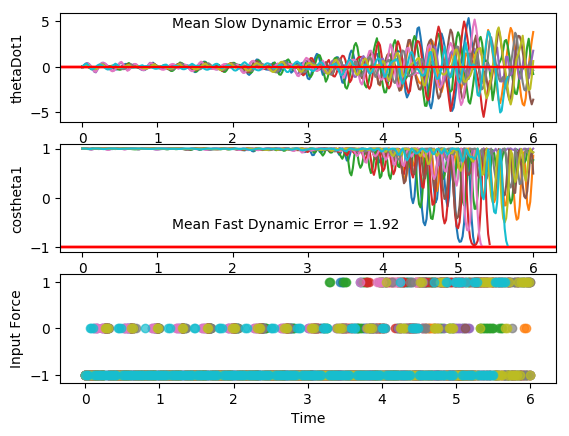 Mean Slow Dynamic Error = 0.53
thetaDot1
5
0
−5
0 1 2 3 4 5 6
Mean Fast Dynamic Error = 1.92
costheta1
1
0
−1
0 1 2 3 4 5 6
Input Force
1
0
−1
0 1 2 3 4 5 6
Time